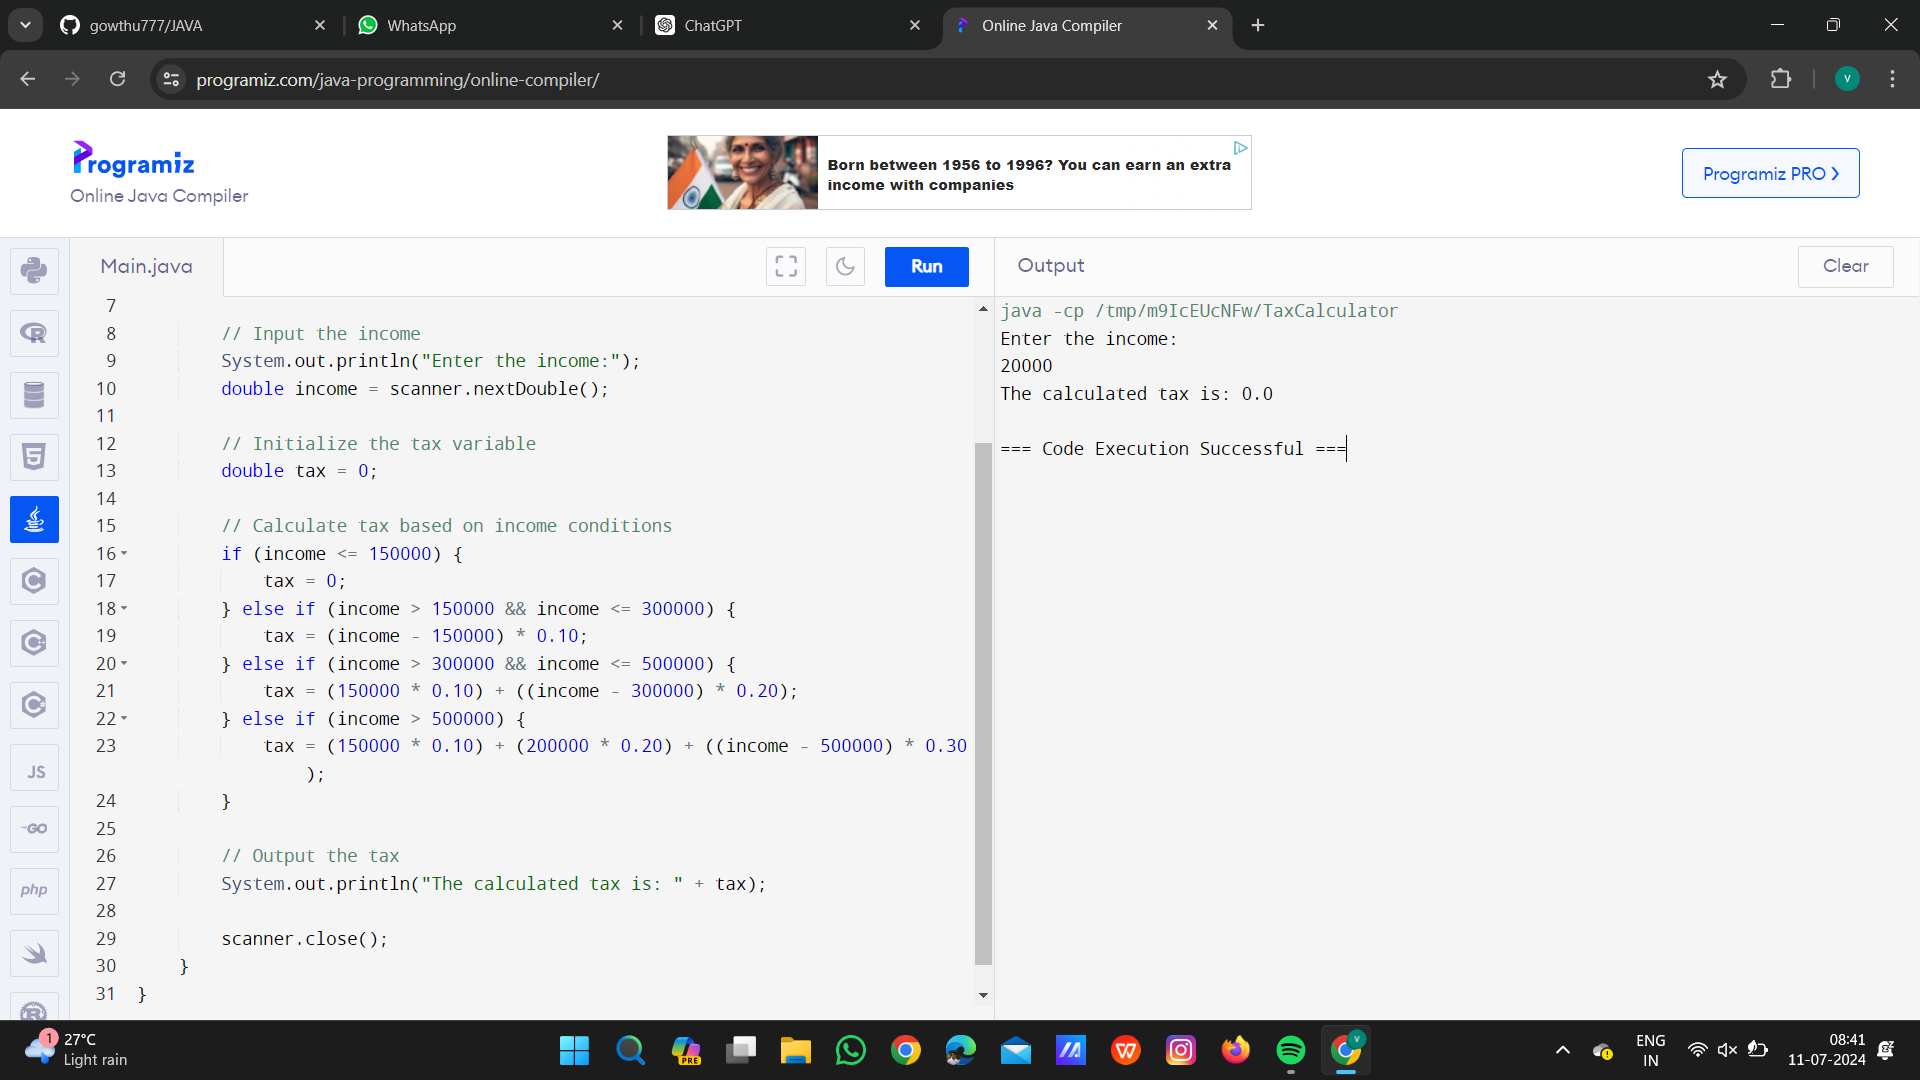 gowthu777/JAVA
WhatsApp
ChatGPT
Online Java Compiler
programiz.com/java-programming/online-compiler/
V
Programiz
Online Java Compiler
Born between 1956 to 1996? You can earn an extra
income with companies
Programiz PRO
Main.java
Run
Output
Clear
7
8 // Input the income
9 System.out.println("Enter the income:");
10 double income = scanner.nextDouble();
11
12 // Initialize the tax variable
13 double tax = 0;
14
15 // Calculate tax based on income conditions
16 if (income <= 150000) {
17 tax = 0;
18 } else if (income > 150000 && income <= 300000) {
19 tax = (income - 150000) * 0.10;
20 } else if (income > 300000 && income <= 500000) {
21 tax = (150000 * 0.10) + ((income - 300000) * 0.20);
22 } else if (income > 500000) {
23 tax = (150000 * 0.10) + (200000 * 0.20) + ((income - 500000) * 0.30
);
24 }
25
26 // Output the tax
27 System.out.println("The calculated tax is: " + tax);
28
29 scanner.close();
30 }
31 }
java -cp /tmp/m9IcEUcNFw/TaxCalculator
Enter the income:
20000
The calculated tax is: 0.0
=== Code Execution Successful ===
R
5
C
C
C
JS
GO
php
R
1
27°C
Light rain
PRE
W
V
ENG
IN
08:41
11-07-2024